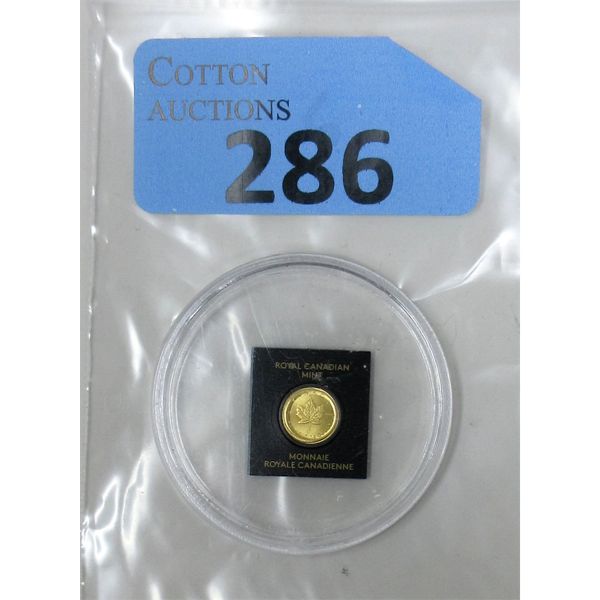 COTTON
AUCTIONS
286
ROYAL CANADIAN
MINT
MONNAIE
ROYALE CANADIENNE